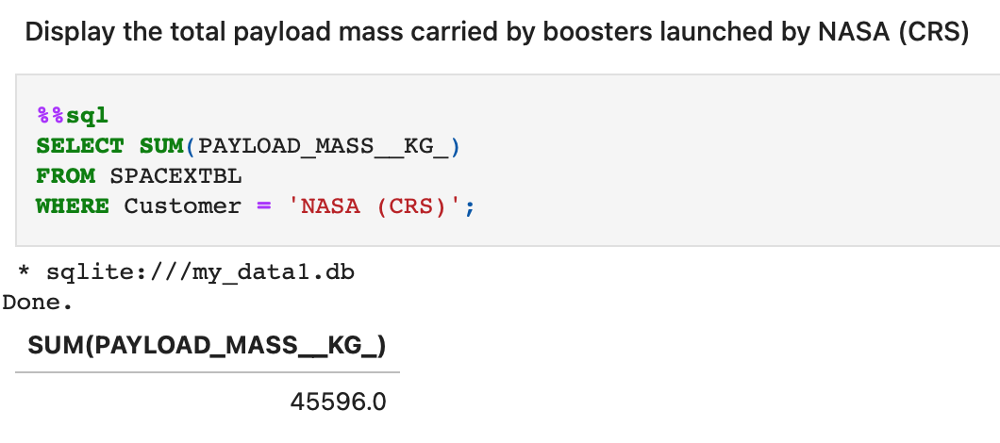 Display the total payload mass carried by boosters launched by NASA (CRS)
%%sql
SELECT SUM(PAYLOAD_MASS__KG_)
FROM SPACEXTBL
WHERE Customer = 'NASA (CRS)';
* sqlite:///my_data1.db
Done.
SUM(PAYLOAD_MASS__KG_)
45596.0